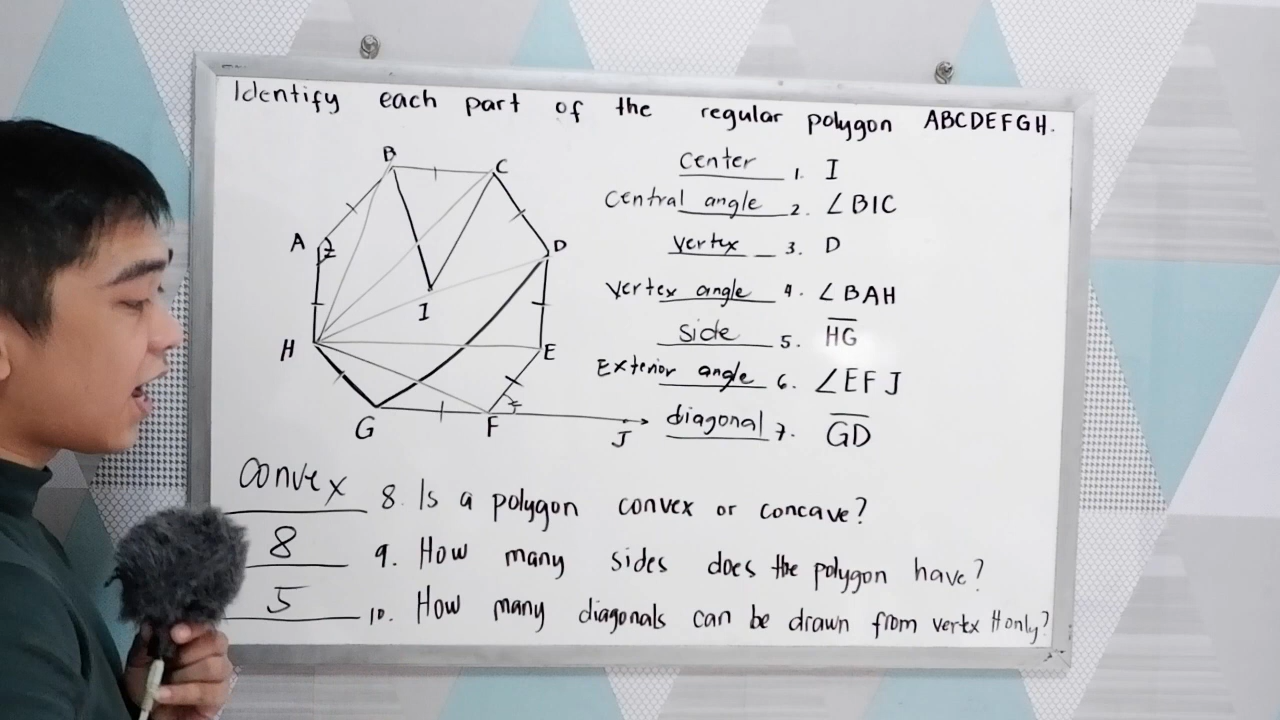 Identify each part of the regular polygon ABCDEFGH.
center 1. I
Central angle 2. ∠BIC
vertex 3. D
Vertex angle 4. ∠BAH
side 5. HG
Exterior angle 6. ∠EFJ
diagonal 7. GD
B
C
A
D
I
H
E
G
F
J
convex 8. Is a polygon convex or concave?
8 9. How many sides does the polygon have?
5 10. How many diagonals can be drawn from vertex H only?